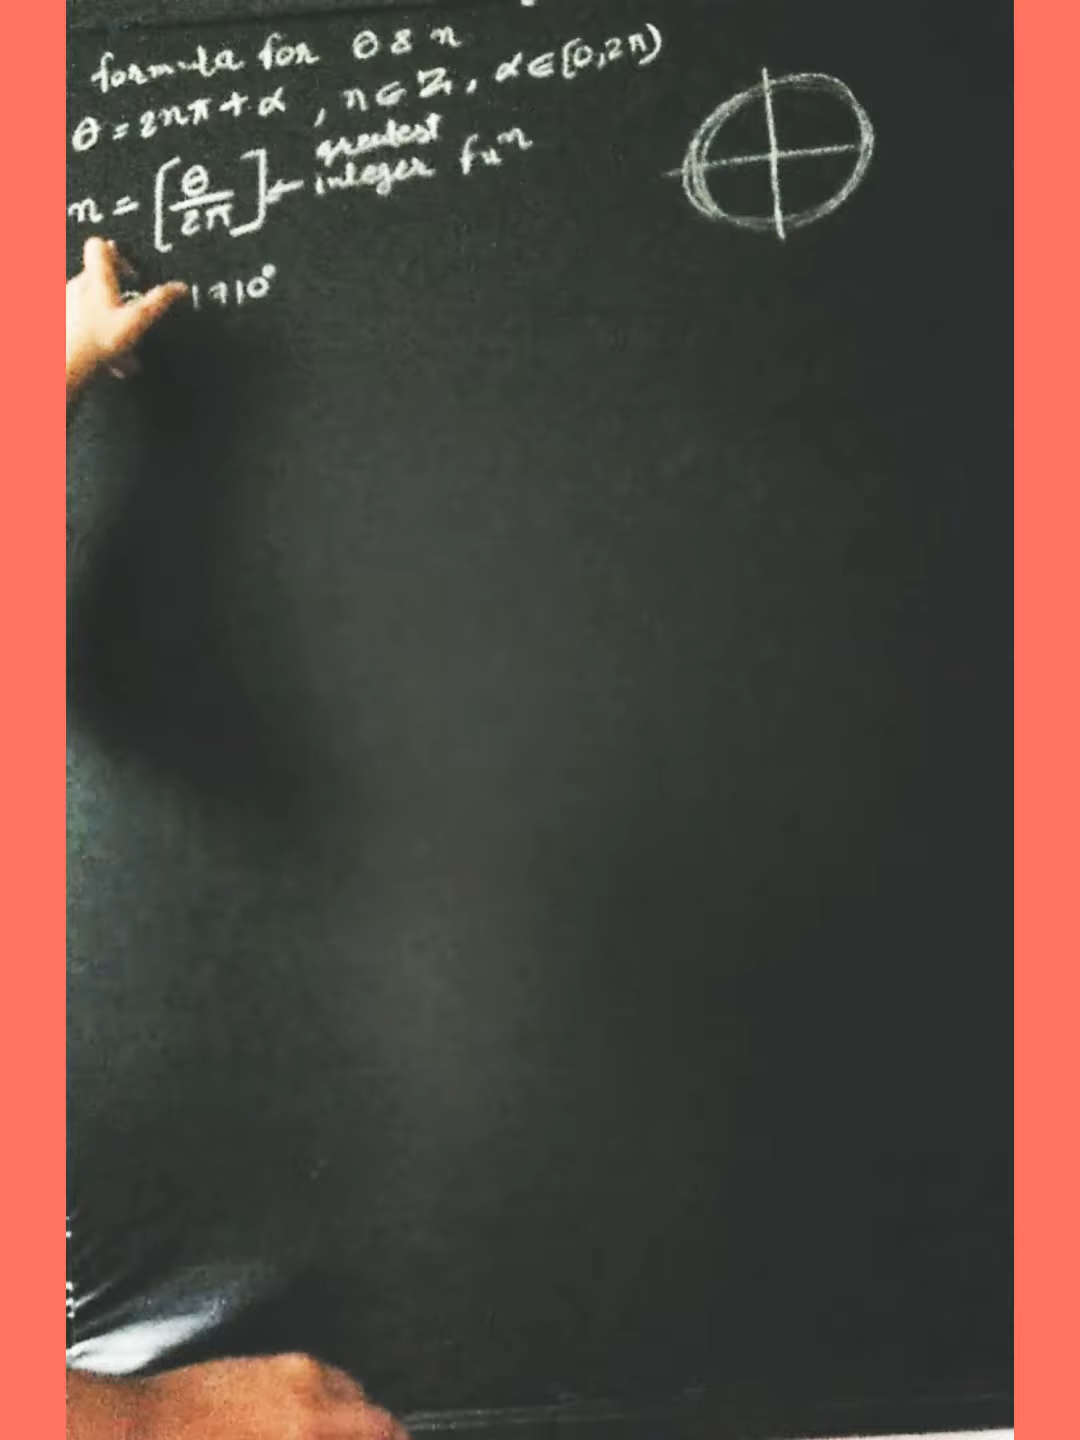 formula for θ & n
θ = 2nπ + α , n ∈ Z, α ∈ [0,2π)
n = [θ/2π] ← greatest integer fuⁿ
1710°